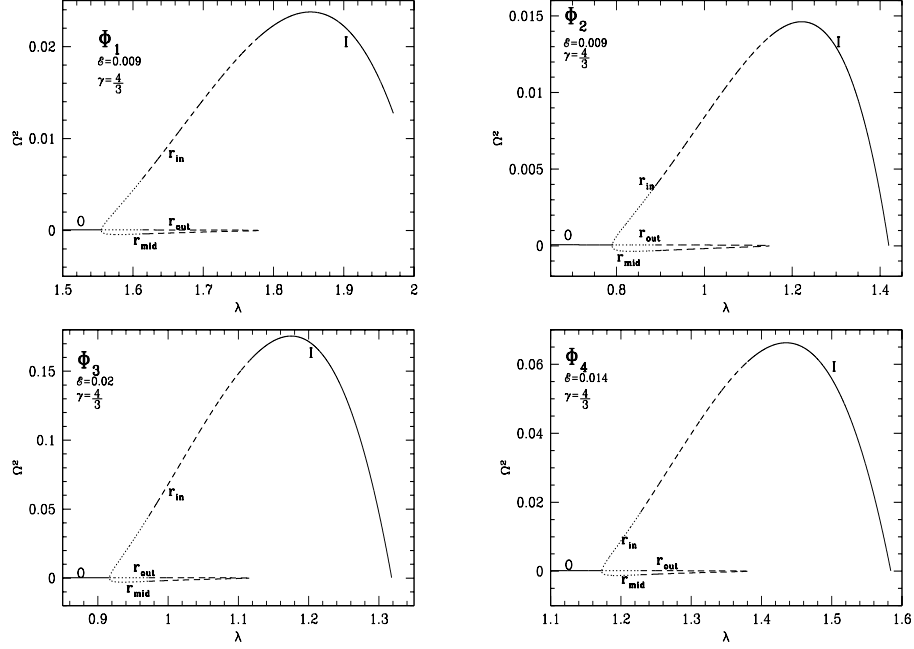 Φ1
ℰ=0.009
γ=4/3
I
r_in
O
r_out
r_mid
Ω²
0.02
0.01
0
1.5 1.6 1.7 1.8 1.9 2
λ
Φ2
ℰ=0.009
γ=4/3
I
r_in
O
r_out
r_mid
Ω²
0.015
0.01
0.005
0
0.8 1 1.2 1.4
λ
Φ3
ℰ=0.02
γ=4/3
I
r_in
O
r_out
r_mid
Ω²
0.15
0.1
0.05
0
0.9 1 1.1 1.2 1.3
λ
Φ4
ℰ=0.014
γ=4/3
I
r_in
O
r_out
r_mid
Ω²
0.06
0.04
0.02
0
1.1 1.2 1.3 1.4 1.5 1.6
λ